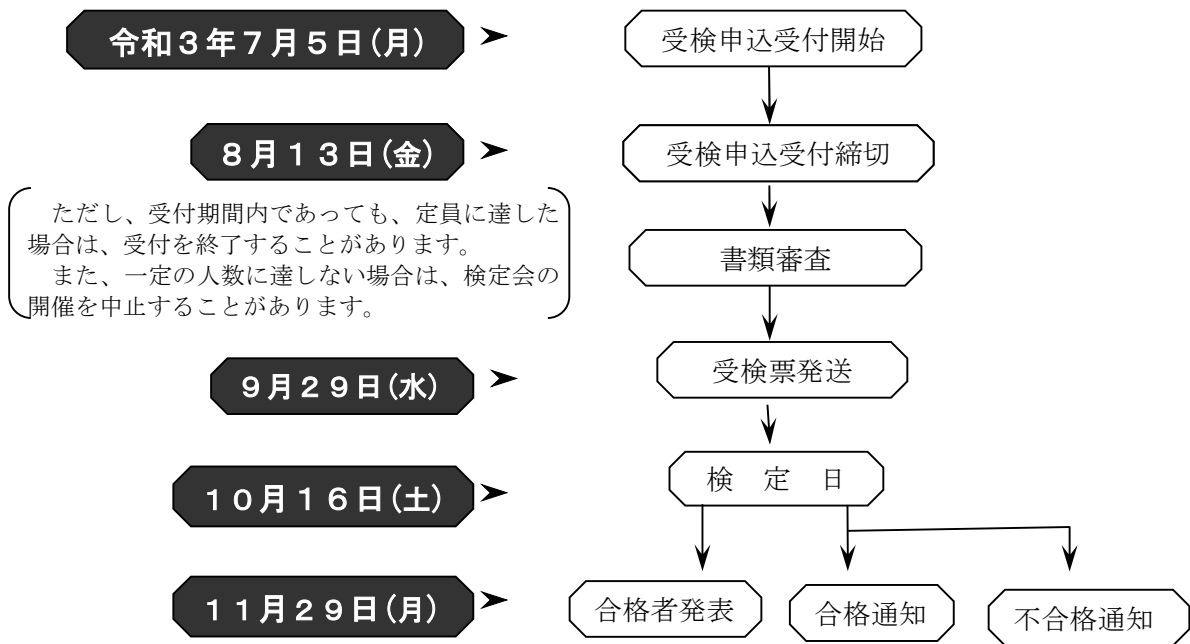 令和３年７月５日(月)
受検申込受付開始
８月１３日(金)
受検申込受付締切
ただし、受付期間内であっても、定員に達した
場合は、受付を終了することがあります。
また、一定の人数に達しない場合は、検定会の
開催を中止することがあります。
書類審査
９月２９日(水)
受検票発送
１０月１６日(土)
検　定　日
１１月２９日(月)
合格者発表
合格通知
不合格通知